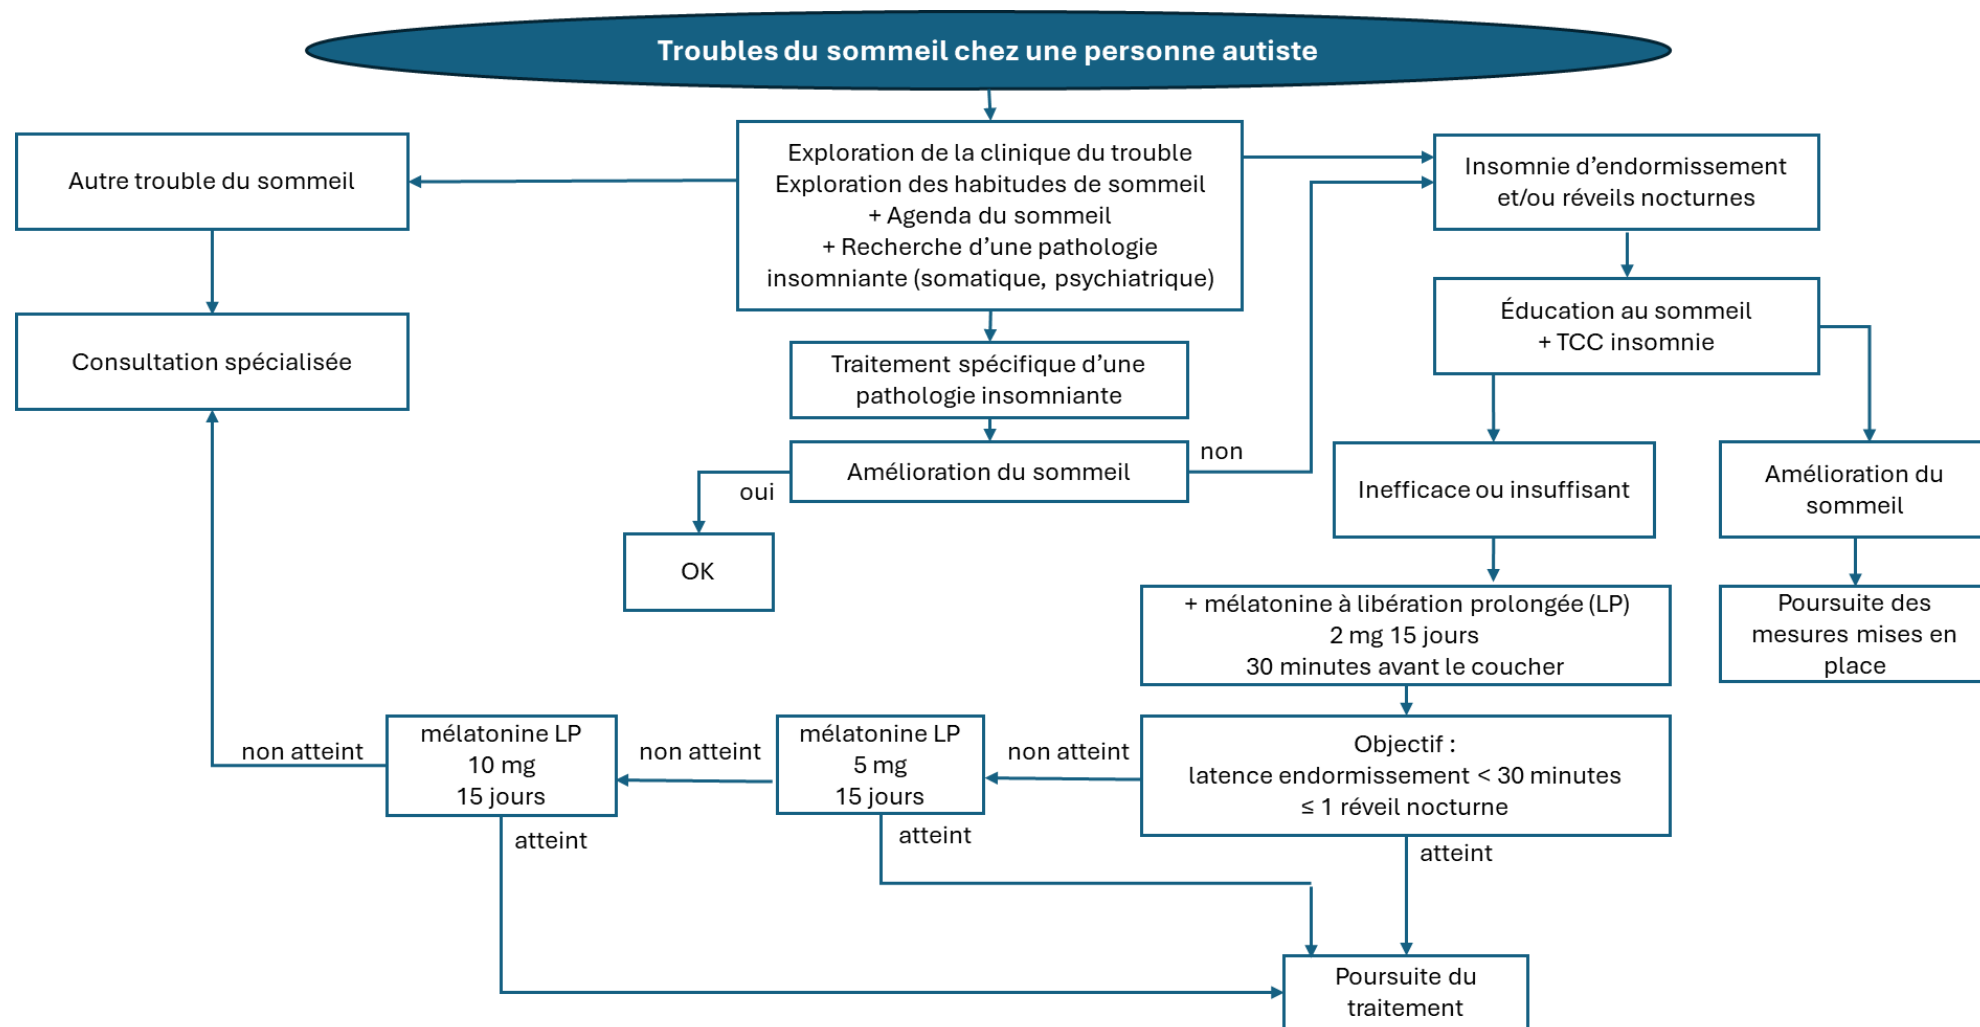 Troubles du sommeil chez une personne autiste
Autre trouble du sommeil
Exploration de la clinique du trouble
Exploration des habitudes de sommeil
+ Agenda du sommeil
+ Recherche d'une pathologie
insomniante (somatique, psychiatrique)
Insomnie d'endormissement
et/ou réveils nocturnes
Consultation spécialisée
Traitement spécifique d'une
pathologie insomniante
Éducation au sommeil
+ TCC insomnie
Amélioration du sommeil
non
oui
OK
Inefficace ou insuffisant
Amélioration du
sommeil
+ mélatonine à libération prolongée (LP)
2 mg 15 jours
30 minutes avant le coucher
Poursuite des
mesures mises en
place
Objectif :
latence endormissement < 30 minutes
≤ 1 réveil nocturne
non atteint
mélatonine LP
5 mg
15 jours
non atteint
mélatonine LP
10 mg
15 jours
non atteint
atteint
atteint
atteint
Poursuite du
traitement